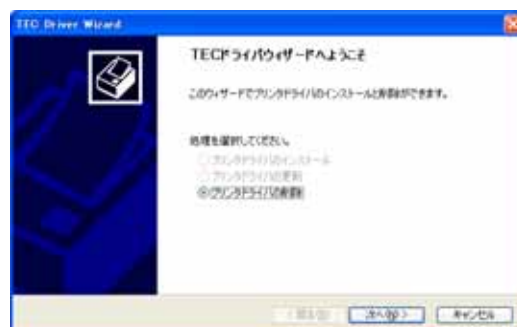 TEC Driver Wizard
TECドライバウィザードへようこそ
このウィザードでプリンタドライバのインストールと削除ができます。
処理を選択してください。
プリンタドライバのインストール
プリンタドライバの更新
プリンタドライバの削除
< 戻る(B)
次へ(N) >
キャンセル